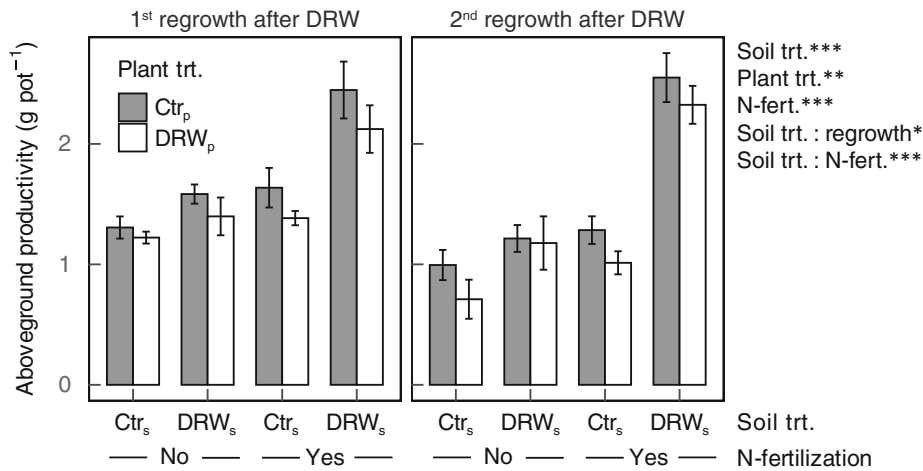 1st regrowth after DRW
2nd regrowth after DRW
Aboveground productivity (g pot−1)
Plant trt.
Ctrp
DRWp
2
1
0
Soil trt.***
Plant trt.**
N-fert.***
Soil trt. : regrowth*
Soil trt. : N-fert.***
Ctrs DRWs Ctrs DRWs Ctrs DRWs Ctrs DRWs Soil trt.
No Yes No Yes N-fertilization